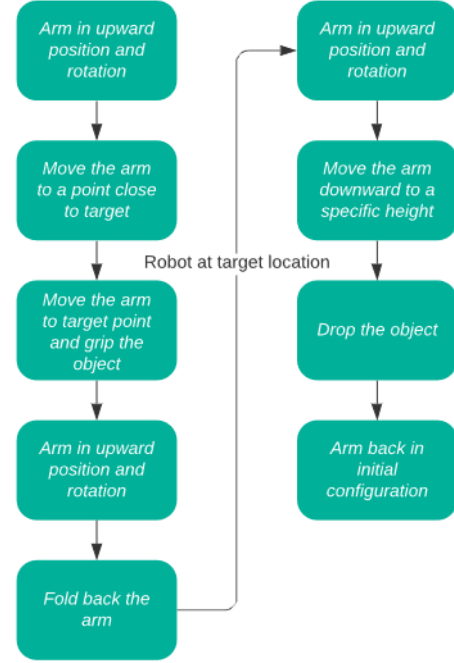 Arm in upward
position and
rotation
Move the arm
to a point close
to target
Move the arm
to target point
and grip the
object
Arm in upward
position and
rotation
Fold back the
arm
Robot at target location
Arm in upward
position and
rotation
Move the arm
downward to a
specific height
Drop the object
Arm back in
initial
configuration